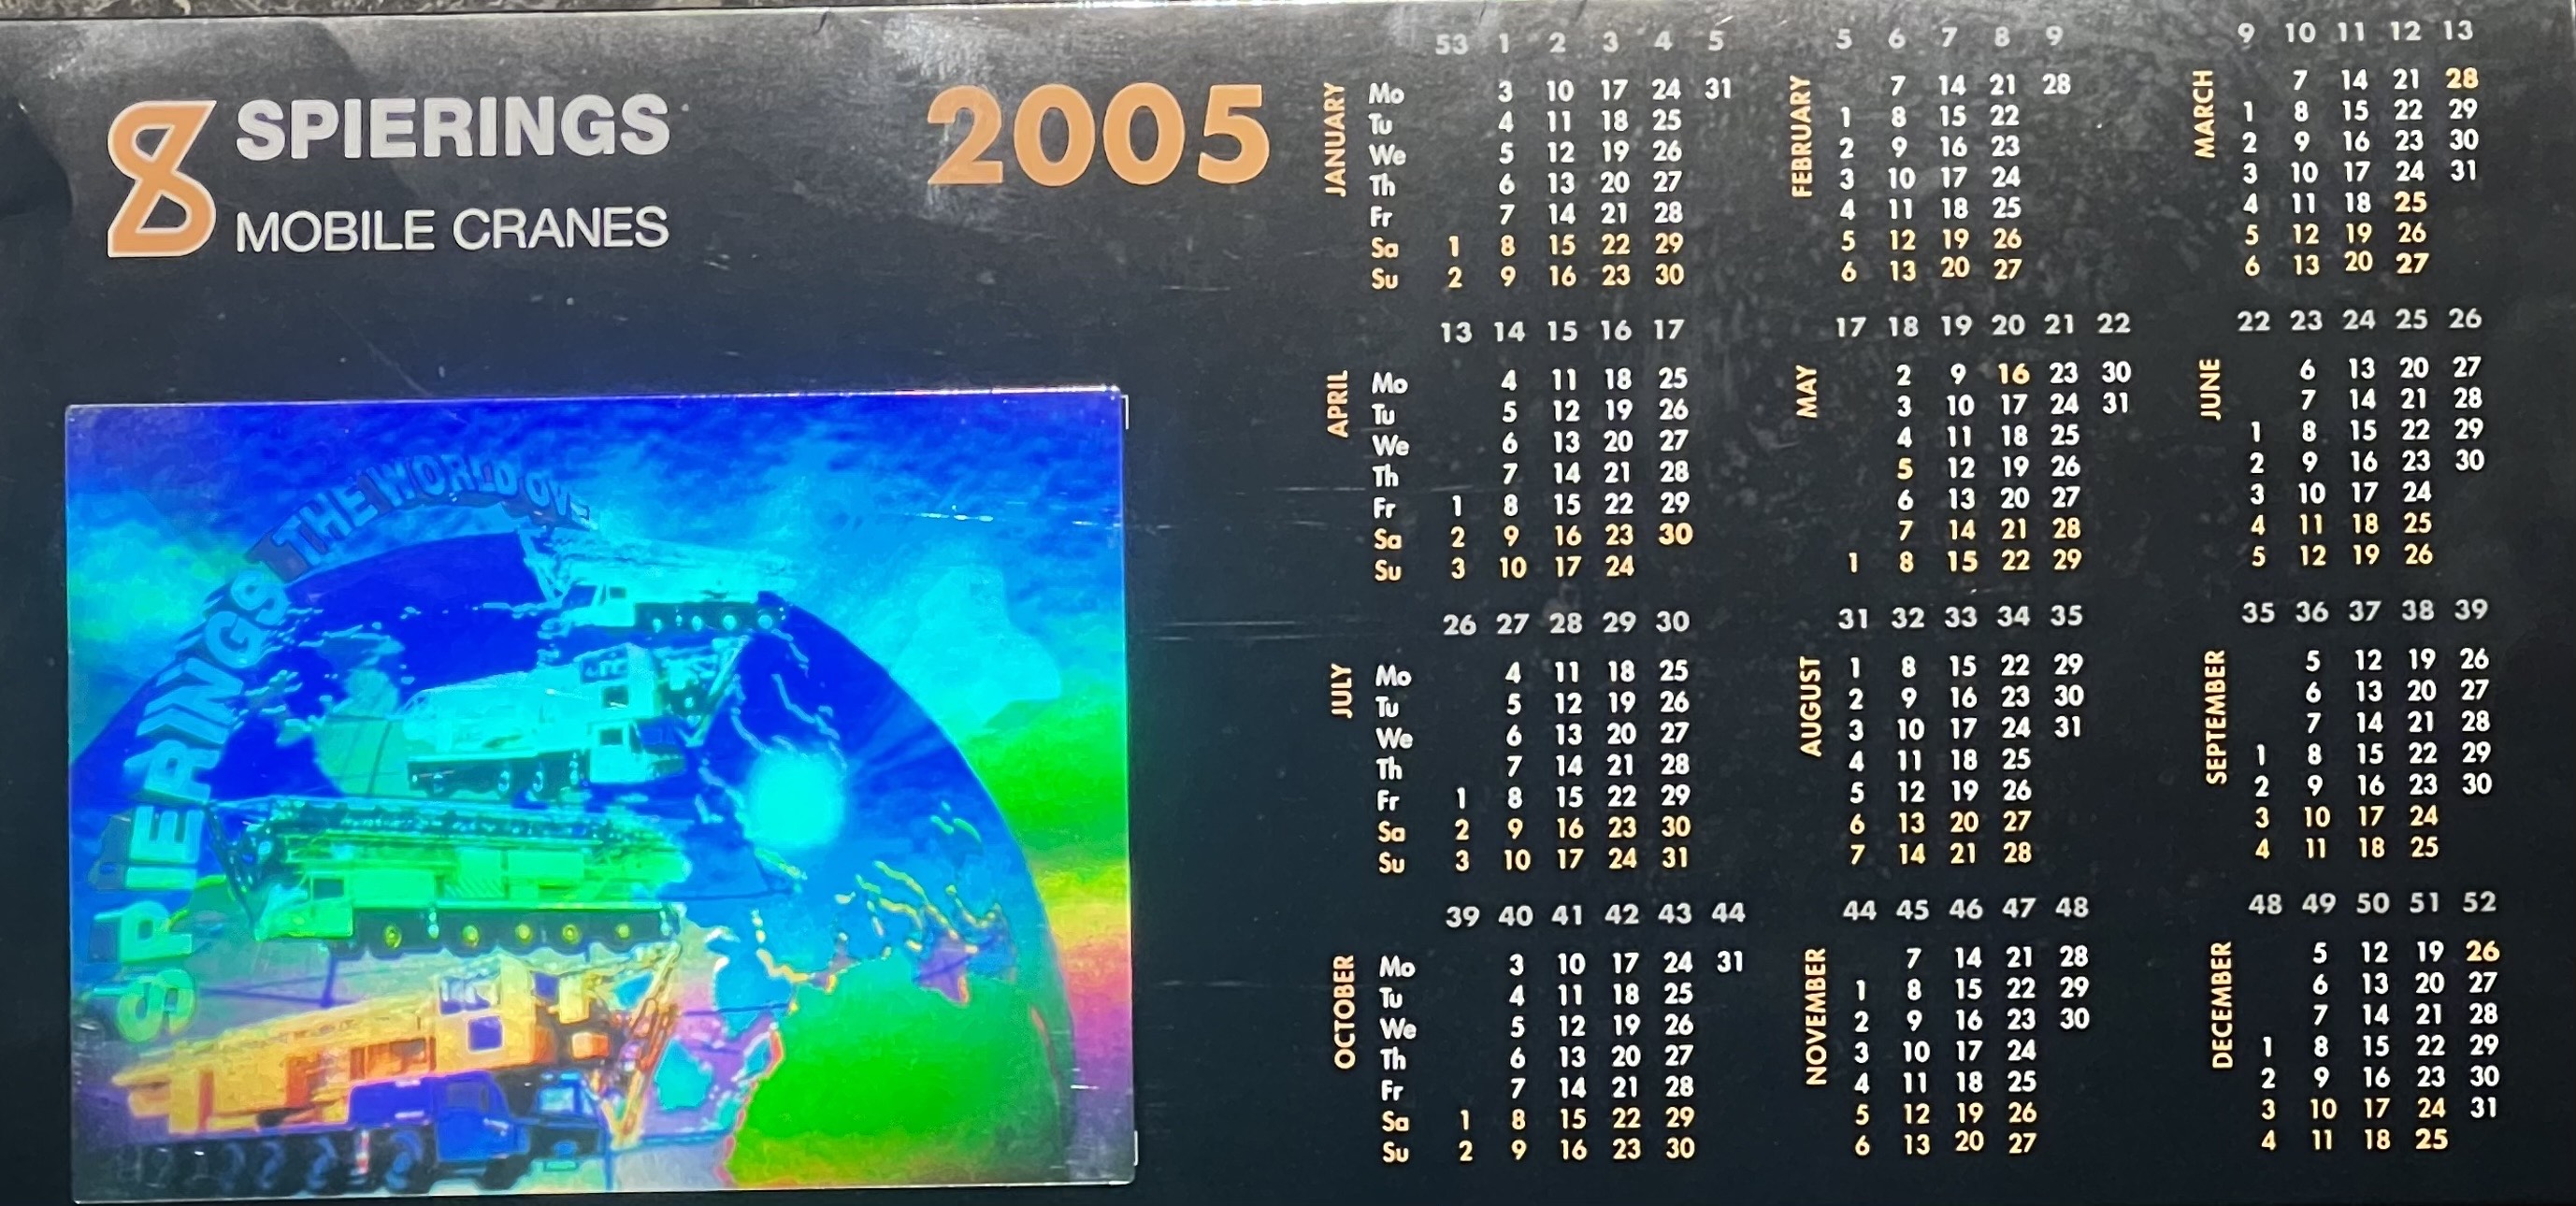 8 SPIERINGS
MOBILE CRANES
2005
SPIERINGS THE WORLD OVE
JANUARY
53 1 2 3 4 5
Mo 3 10 17 24 31
Tu 4 11 18 25
We 5 12 19 26
Th 6 13 20 27
Fr 7 14 21 28
Sa 1 8 15 22 29
Su 2 9 16 23 30
FEBRUARY
5 6 7 8 9
7 14 21 28
1 8 15 22
2 9 16 23
3 10 17 24
4 11 18 25
5 12 19 26
6 13 20 27
MARCH
9 10 11 12 13
7 14 21 28
1 8 15 22 29
2 9 16 23 30
3 10 17 24 31
4 11 18 25
5 12 19 26
6 13 20 27
APRIL
13 14 15 16 17
Mo 4 11 18 25
Tu 5 12 19 26
We 6 13 20 27
Th 7 14 21 28
Fr 1 8 15 22 29
Sa 2 9 16 23 30
Su 3 10 17 24
MAY
17 18 19 20 21 22
2 9 16 23 30
3 10 17 24 31
4 11 18 25
5 12 19 26
6 13 20 27
7 14 21 28
1 8 15 22 29
JUNE
22 23 24 25 26
6 13 20 27
7 14 21 28
1 8 15 22 29
2 9 16 23 30
3 10 17 24
4 11 18 25
5 12 19 26
JULY
26 27 28 29 30
Mo 4 11 18 25
Tu 5 12 19 26
We 6 13 20 27
Th 7 14 21 28
Fr 1 8 15 22 29
Sa 2 9 16 23 30
Su 3 10 17 24 31
AUGUST
31 32 33 34 35
1 8 15 22 29
2 9 16 23 30
3 10 17 24 31
4 11 18 25
5 12 19 26
6 13 20 27
7 14 21 28
SEPTEMBER
35 36 37 38 39
5 12 19 26
6 13 20 27
7 14 21 28
1 8 15 22 29
2 9 16 23 30
3 10 17 24
4 11 18 25
OCTOBER
39 40 41 42 43 44
Mo 3 10 17 24 31
Tu 4 11 18 25
We 5 12 19 26
Th 6 13 20 27
Fr 7 14 21 28
Sa 1 8 15 22 29
Su 2 9 16 23 30
NOVEMBER
44 45 46 47 48
7 14 21 28
1 8 15 22 29
2 9 16 23 30
3 10 17 24
4 11 18 25
5 12 19 26
6 13 20 27
DECEMBER
48 49 50 51 52
5 12 19 26
6 13 20 27
7 14 21 28
1 8 15 22 29
2 9 16 23 30
3 10 17 24 31
4 11 18 25